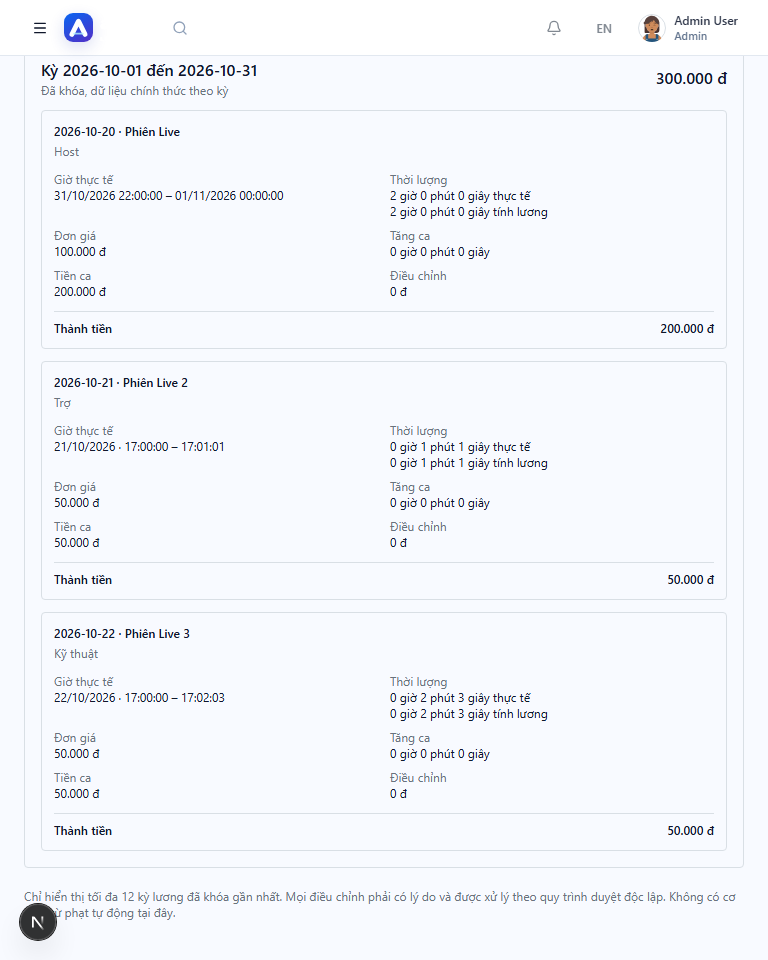 EN
Admin User
Admin
Kỳ 2026-10-01 đến 2026-10-31
300.000 đ
Đã khóa, dữ liệu chính thức theo kỳ
2026-10-20 · Phiên Live
Host
Giờ thực tế
31/10/2026 22:00:00 – 01/11/2026 00:00:00
Thời lượng
2 giờ 0 phút 0 giây thực tế
2 giờ 0 phút 0 giây tính lương
Đơn giá
100.000 đ
Tăng ca
0 giờ 0 phút 0 giây
Tiền ca
200.000 đ
Điều chỉnh
0 đ
Thành tiền
200.000 đ
2026-10-21 · Phiên Live 2
Trợ
Giờ thực tế
21/10/2026 · 17:00:00 – 17:01:01
Thời lượng
0 giờ 1 phút 1 giây thực tế
0 giờ 1 phút 1 giây tính lương
Đơn giá
50.000 đ
Tăng ca
0 giờ 0 phút 0 giây
Tiền ca
50.000 đ
Điều chỉnh
0 đ
Thành tiền
50.000 đ
2026-10-22 · Phiên Live 3
Kỹ thuật
Giờ thực tế
22/10/2026 · 17:00:00 – 17:02:03
Thời lượng
0 giờ 2 phút 3 giây thực tế
0 giờ 2 phút 3 giây tính lương
Đơn giá
50.000 đ
Tăng ca
0 giờ 0 phút 0 giây
Tiền ca
50.000 đ
Điều chỉnh
0 đ
Thành tiền
50.000 đ
Chỉ hiển thị tối đa 12 kỳ lương đã khóa gần nhất. Mọi điều chỉnh phải có lý do và được xử lý theo quy trình duyệt độc lập. Không có cơ
phạt tự động tại đây.
N